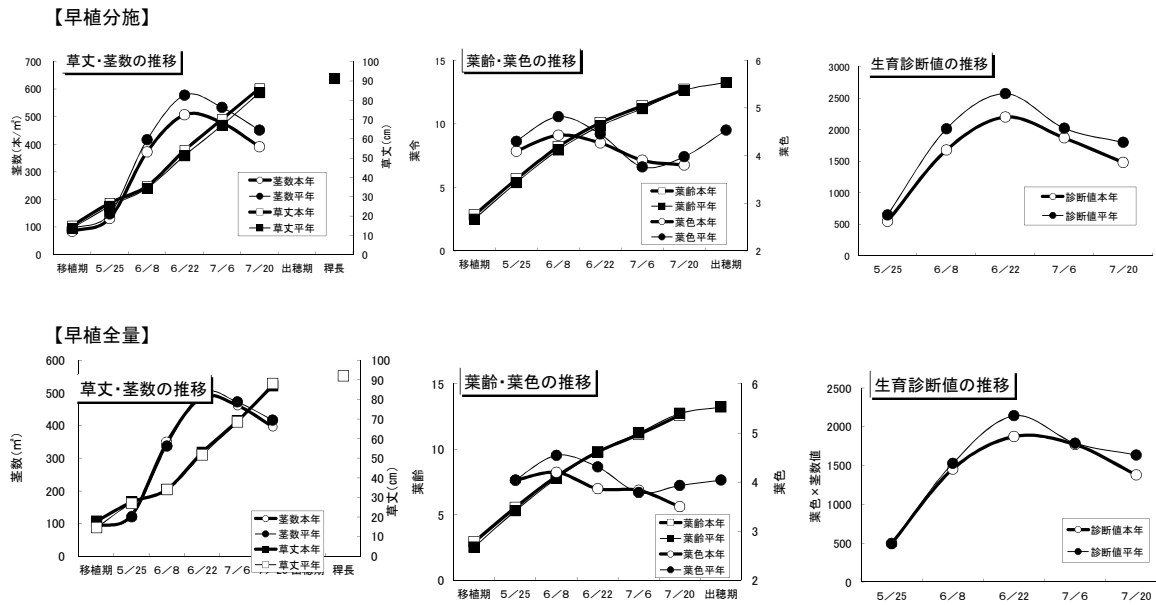 【早植分施】
草丈・茎数の推移
茎数(本/㎡)
700
600
500
400
300
200
100
0
100
90
80
70
60
50
40
30
20
10
0
草丈(cm)
茎数本年
茎数平年
草丈本年
草丈平年
移植期 5/25 6/8 6/22 7/6 7/20 出穂期 稈長
葉齢・葉色の推移
葉令
15
10
5
0
6
5
4
3
2
葉色
葉齢本年
葉齢平年
葉色本年
葉色平年
移植期 5/25 6/8 6/22 7/6 7/20 出穂期
生育診断値の推移
3000
2500
2000
1500
1000
500
0
診断値本年
診断値平年
5/25 6/8 6/22 7/6 7/20
【早植全量】
草丈・茎数の推移
茎数(㎡)
600
500
400
300
200
100
0
100
90
80
70
60
50
40
30
20
10
0
草丈(cm)
茎数本年
茎数平年
草丈本年
草丈平年
移植期 5/25 6/8 6/22 7/6 7/20 出穂期 稈長
葉齢・葉色の推移
葉齢
15
10
5
0
6
5
4
3
2
葉色
葉齢本年
葉齢平年
葉色本年
葉色平年
移植期 5/25 6/8 6/22 7/6 7/20 出穂期
生育診断値の推移
葉色×茎数値
2500
2000
1500
1000
500
0
診断値本年
診断値平年
5/25 6/8 6/22 7/6 7/20